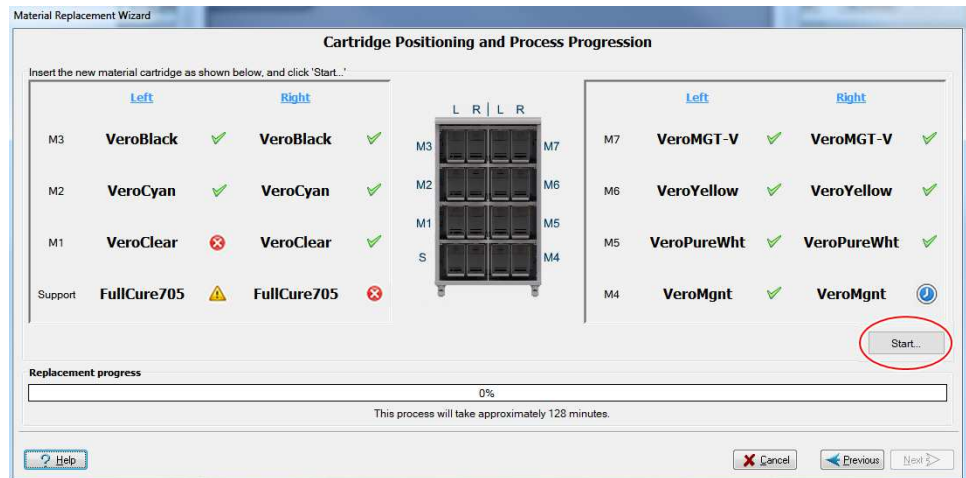 Material Replacement Wizard
Cartridge Positioning and Process Progression
Insert the new material cartridge as shown below, and click 'Start...'
Left Right
M3 VeroBlack VeroBlack
M2 VeroCyan VeroCyan
M1 VeroClear VeroClear
Support FullCure705 FullCure705
L R | L R
M3 M7
M2 M6
M1 M5
S M4
Left Right
M7 VeroMGT-V VeroMGT-V
M6 VeroYellow VeroYellow
M5 VeroPureWht VeroPureWht
M4 VeroMgnt VeroMgnt
Start...
Replacement progress
0%
This process will take approximately 128 minutes.
? Help Cancel Previous Next